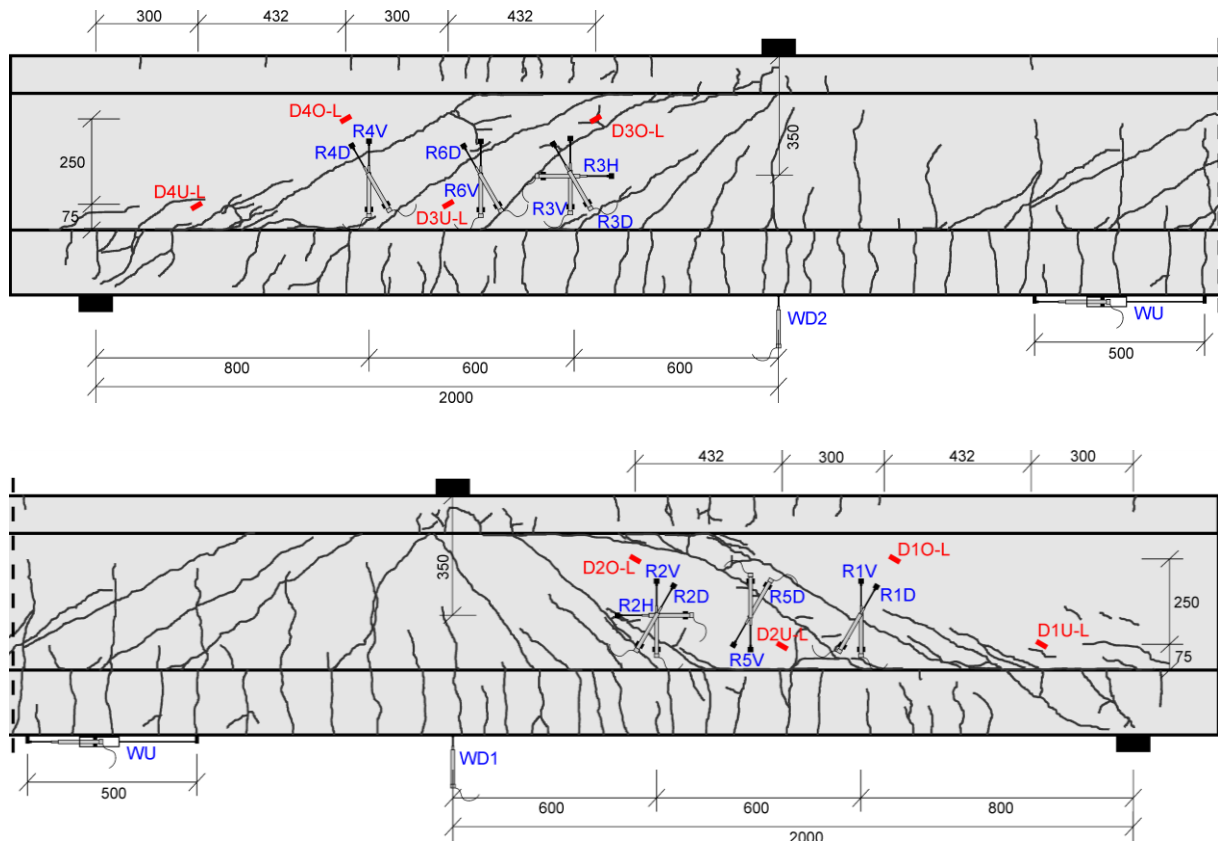 300 432 300 432
D4O-L
R4V
D3O-L
R4D
R6D
350
250
R3H
D4U-L
R6V
75
D3U-L
R3V
R3D
WD2
WU
800 600 600 500
2000
432 300 432 300
D1O-L
350
D2O-L
R2V
R1V
250
R2H
R2D
R5D
R1D
D2U-L
D1U-L
R5V
75
WU
WD1
500
600 600 800
2000